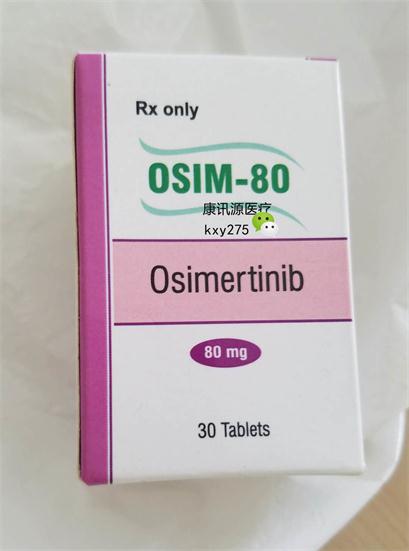 Rx only
OSIM-80
康讯源医疗
kxy275
Osimertinib
80 mg
30 Tablets